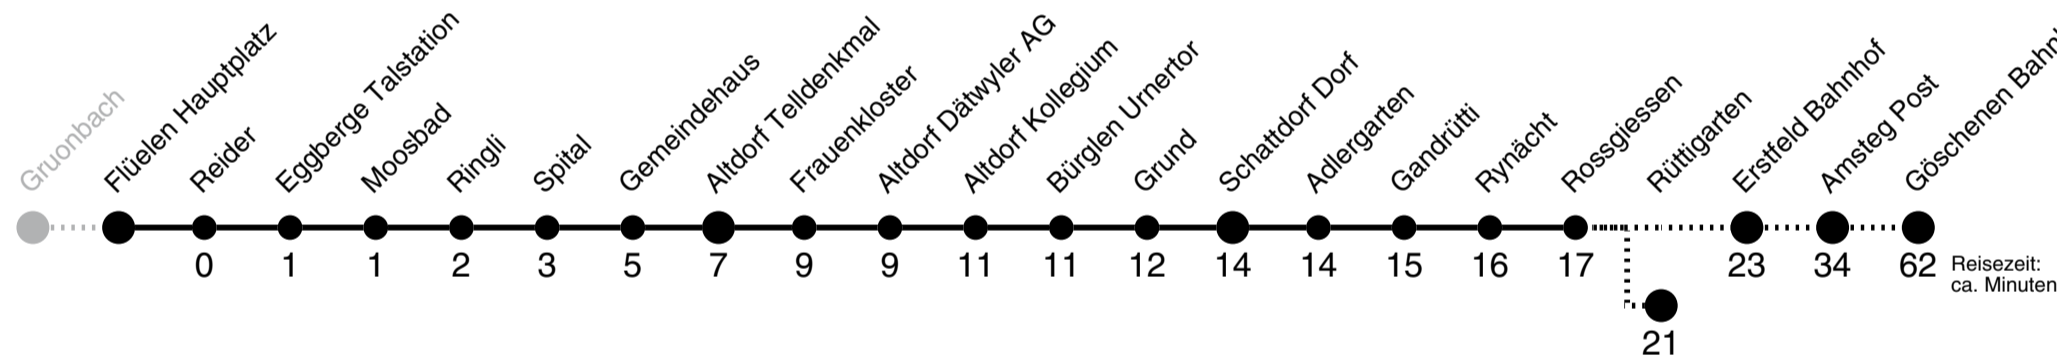 Gruonbach
Flüelen Hauptplatz
Reider
Eggberge Talstation
Moosbad
Ringli
Spital
Gemeindehaus
Altdorf Telldenkmal
Frauenkloster
Altdorf Dätwyler AG
Altdorf Kollegium
Bürglen Urnertor
Grund
Schattdorf Dorf
Adlergarten
Gandrütti
Rynächt
Rossgiessen
Rüttigarten
Erstfeld Bahnhof
Amsteg Post
Göschenen
0 1 1 2 3 5 7 9 9 11 11 12 14 14 15 16 17 23 34 62
Reisezeit:
ca. Minuten
21